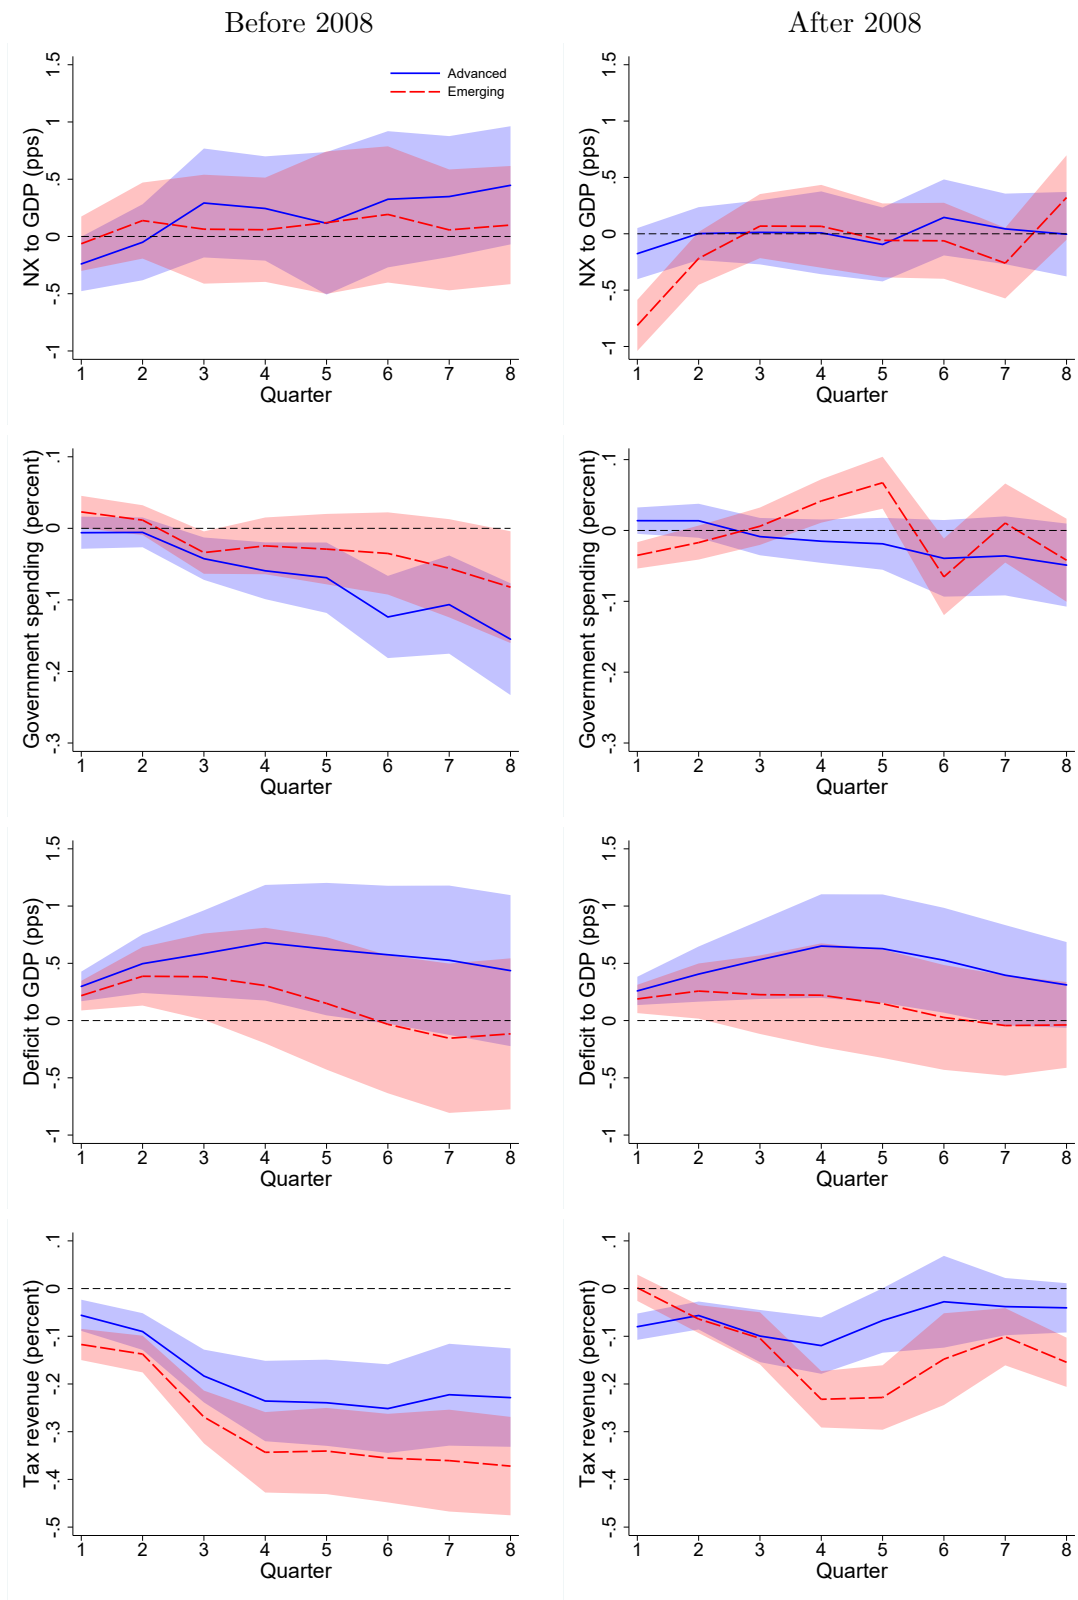 Before 2008
After 2008
Advanced
Emerging
NX to GDP (pps)
1.5
1
.5
0
-.5
-1
1 2 3 4 5 6 7 8
Quarter
NX to GDP (pps)
1.5
1
.5
0
-.5
-1
1 2 3 4 5 6 7 8
Quarter
Government spending (percent)
.1
0
-.1
-.2
-.3
1 2 3 4 5 6 7 8
Quarter
Government spending (percent)
.1
0
-.1
-.2
-.3
1 2 3 4 5 6 7 8
Quarter
Deficit to GDP (pps)
1.5
1
.5
0
-.5
-1
1 2 3 4 5 6 7 8
Quarter
Deficit to GDP (pps)
1.5
1
.5
0
-.5
-1
1 2 3 4 5 6 7 8
Quarter
Tax revenue (percent)
.1
0
-.1
-.2
-.3
-.4
-.5
1 2 3 4 5 6 7 8
Quarter
Tax revenue (percent)
.1
0
-.1
-.2
-.3
-.4
-.5
1 2 3 4 5 6 7 8
Quarter